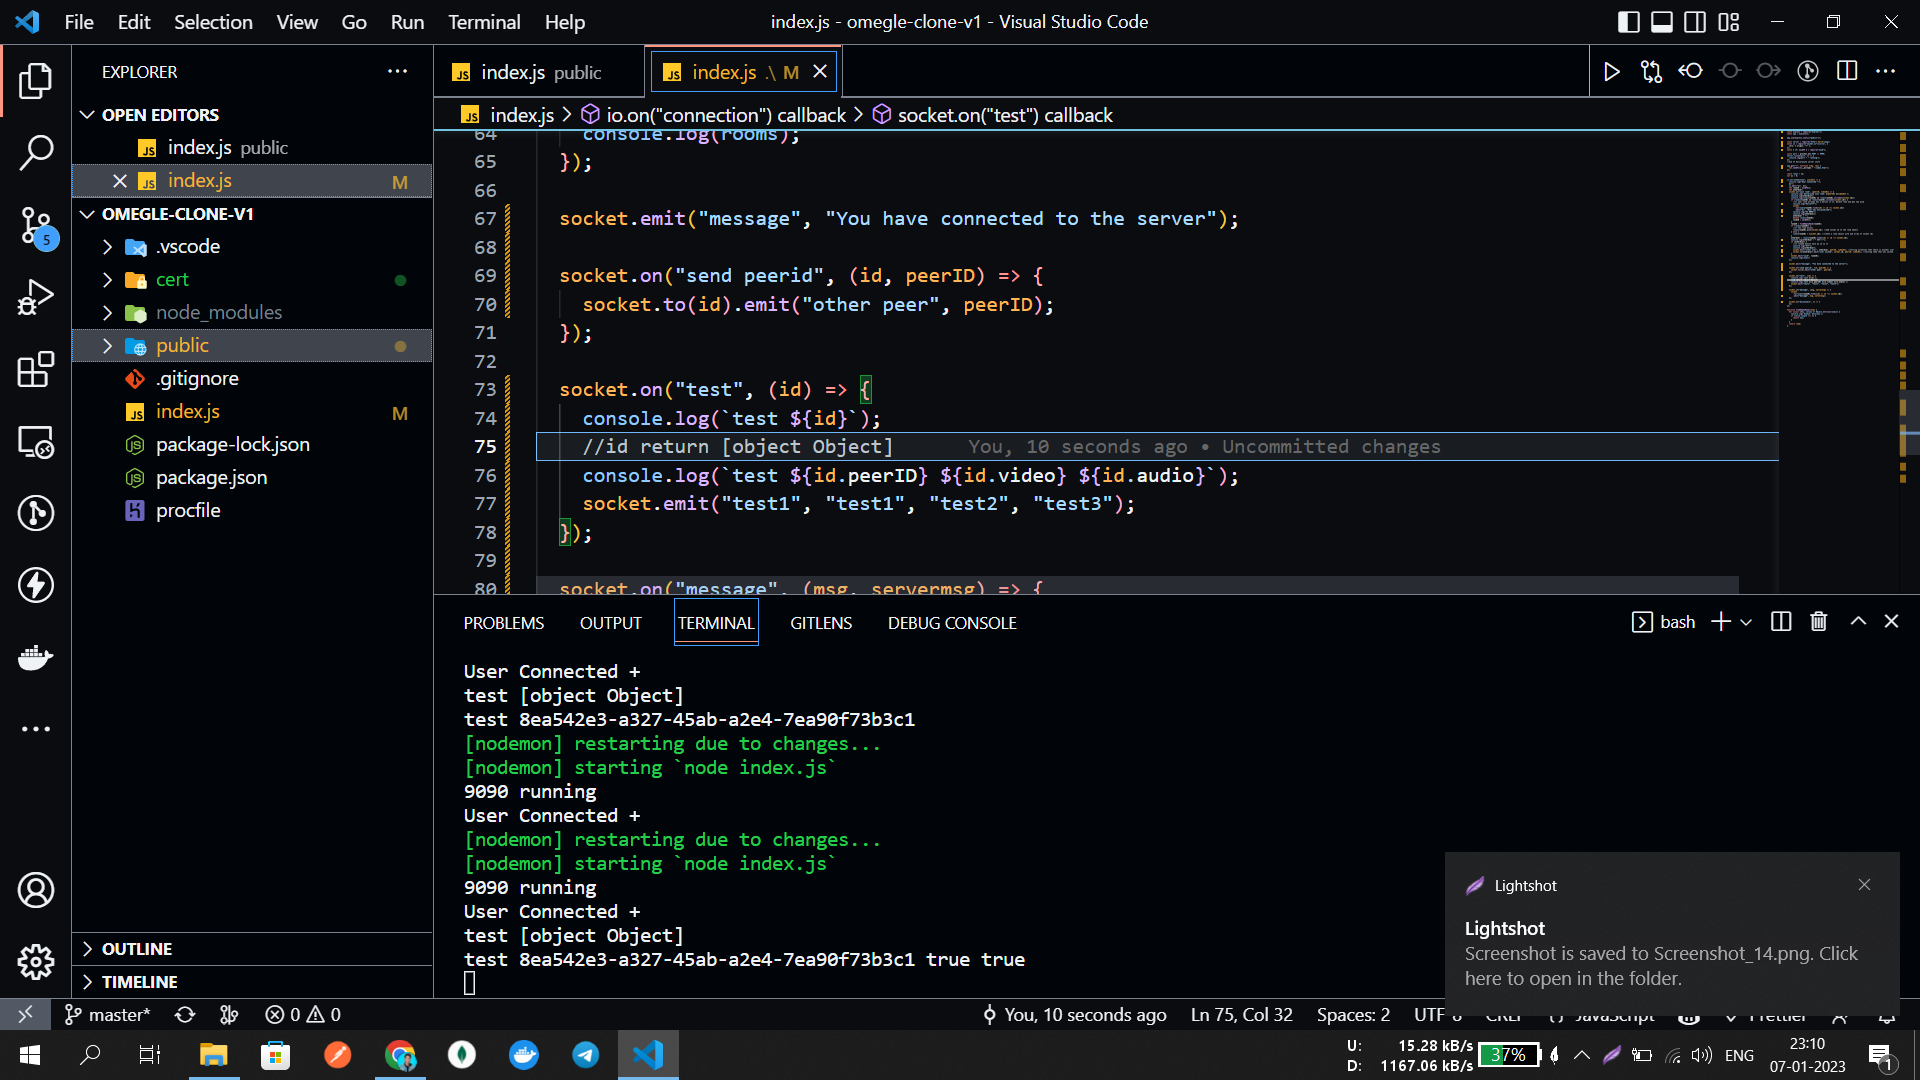 File Edit Selection View Go Run Terminal Help
index.js - omegle-clone-v1 - Visual Studio Code
EXPLORER
OPEN EDITORS
index.js public
index.js M
OMEGLE-CLONE-V1
.vscode
cert
node_modules
public
.gitignore
index.js M
package-lock.json
package.json
procfile
OUTLINE
TIMELINE
5
index.js public
index.js .\ M
index.js > io.on("connection") callback > socket.on("test") callback
64 console.log(rooms);
65 });
66
67 socket.emit("message", "You have connected to the server");
68
69 socket.on("send peerid", (id, peerID) => {
70 socket.to(id).emit("other peer", peerID);
71 });
72
73 socket.on("test", (id) => {
74 console.log(`test ${id}`);
75 //id return [object Object] You, 10 seconds ago • Uncommitted changes
76 console.log(`test ${id.peerID} ${id.video} ${id.audio}`);
77 socket.emit("test1", "test1", "test2", "test3");
78 });
79
80 socket.on("message", (msg, servermsg) => {
PROBLEMS OUTPUT TERMINAL GITLENS DEBUG CONSOLE
bash
User Connected +
test [object Object]
test 8ea542e3-a327-45ab-a2e4-7ea90f73b3c1
[nodemon] restarting due to changes...
[nodemon] starting `node index.js`
9090 running
User Connected +
[nodemon] restarting due to changes...
[nodemon] starting `node index.js`
9090 running
User Connected +
test [object Object]
test 8ea542e3-a327-45ab-a2e4-7ea90f73b3c1 true true
Lightshot
Lightshot
Screenshot is saved to Screenshot_14.png. Click
here to open in the folder.
master* 0 0
You, 10 seconds ago Ln 75, Col 32 Spaces: 2 UTF-8 CRLF {} JavaScript Prettier
U: 15.28 kB/s
D: 1167.06 kB/s
37%
ENG
23:10
07-01-2023
1